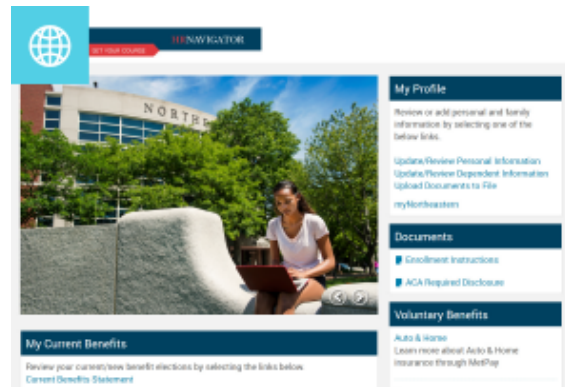 SET YOUR COURSE
HRNAVIGATOR
NORTHE
My Profile
Review or add personal and family
information by selecting one of the
below links.
Update/Review Personal Information
Update/Review Dependent Information
Upload Documents to File
myNortheastern
Documents
Enrollment Instructions
ACA Required Disclosure
Voluntary Benefits
Auto & Home
Learn more about Auto & Home
insurance through MetPay
My Current Benefits
Review your current/new benefit elections by selecting the links below.
Current Benefits Statement